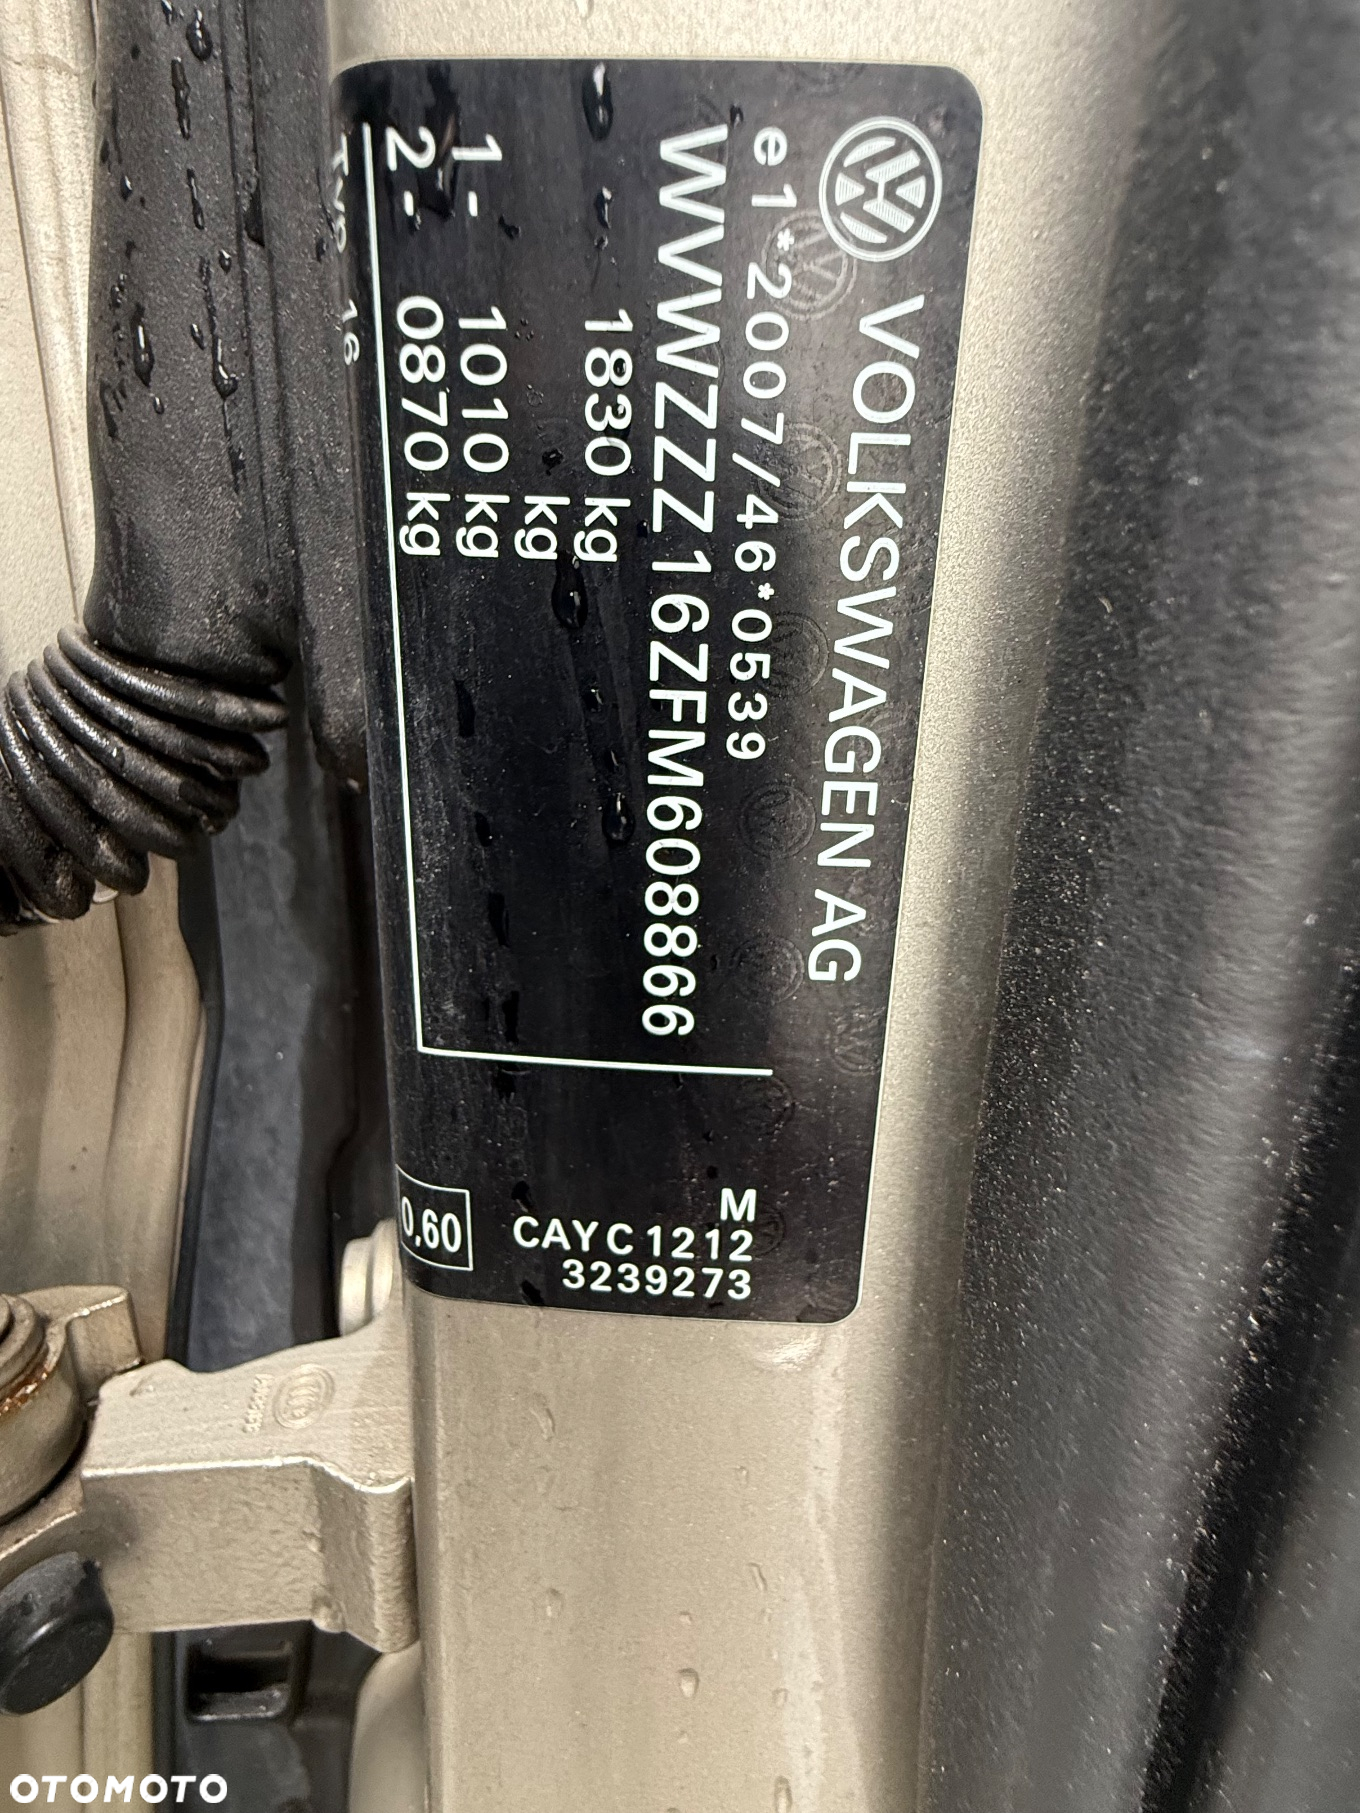 VOLKSWAGEN AG
e1*2007/46*0539
WVWZZZ16ZFM608866
1830 kg
kg
1- 1010 kg
2- 0870 kg
Typ 16
M
CAYC1212
3239273
0,60
OTOMOTO